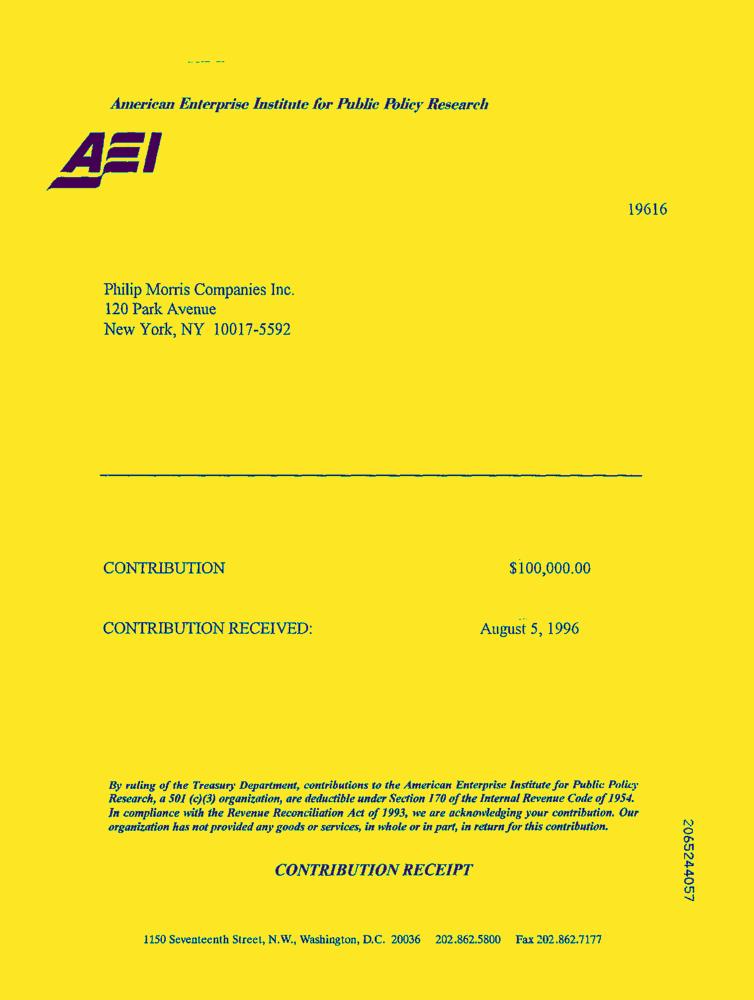 American Enterprise Institute for Public Policy Research
AEI
19616
Philip Morris Companies Inc.
120 Park Avenue
New York, NY 10017-5592
CONTRIBUTION $100,000.00
CONTRIBUTION RECEIVED: August 5, 1996
By ruling of the Treasury Department, contributions to the American Enterprise Institute for Public Policy
Research, a 501 (c)(3) organization, are deductible under Section 170 of the Internal Revenue Code of 1954.
In compliance with the Revenue Reconciliation Act of 1993, we are acknowledging your contribution. Our
organization has not provided any goods or services, in whole or in part, in return for this contribution.
2065244057
CONTRIBUTION RECEIPT
1150 Seventeenth Street, N.W., Washington, D.C. 20036 202.862.5800 Fax 202.862.7177